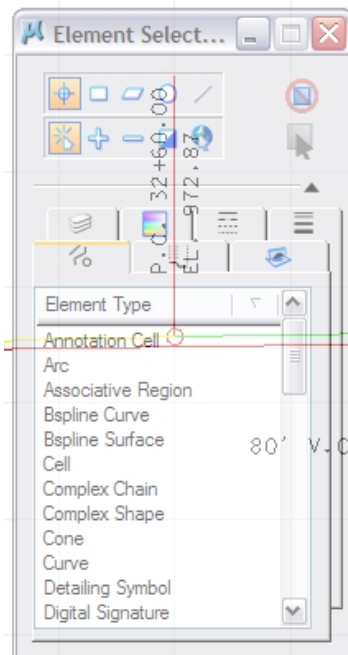 Element Select...
P.C. 32+60.00
EL. 972.87
Element Type
Annotation Cell
Arc
Associative Region
Bspline Curve
Bspline Surface
Cell
80' V.C
Complex Chain
Complex Shape
Cone
Curve
Detailing Symbol
Digital Signature